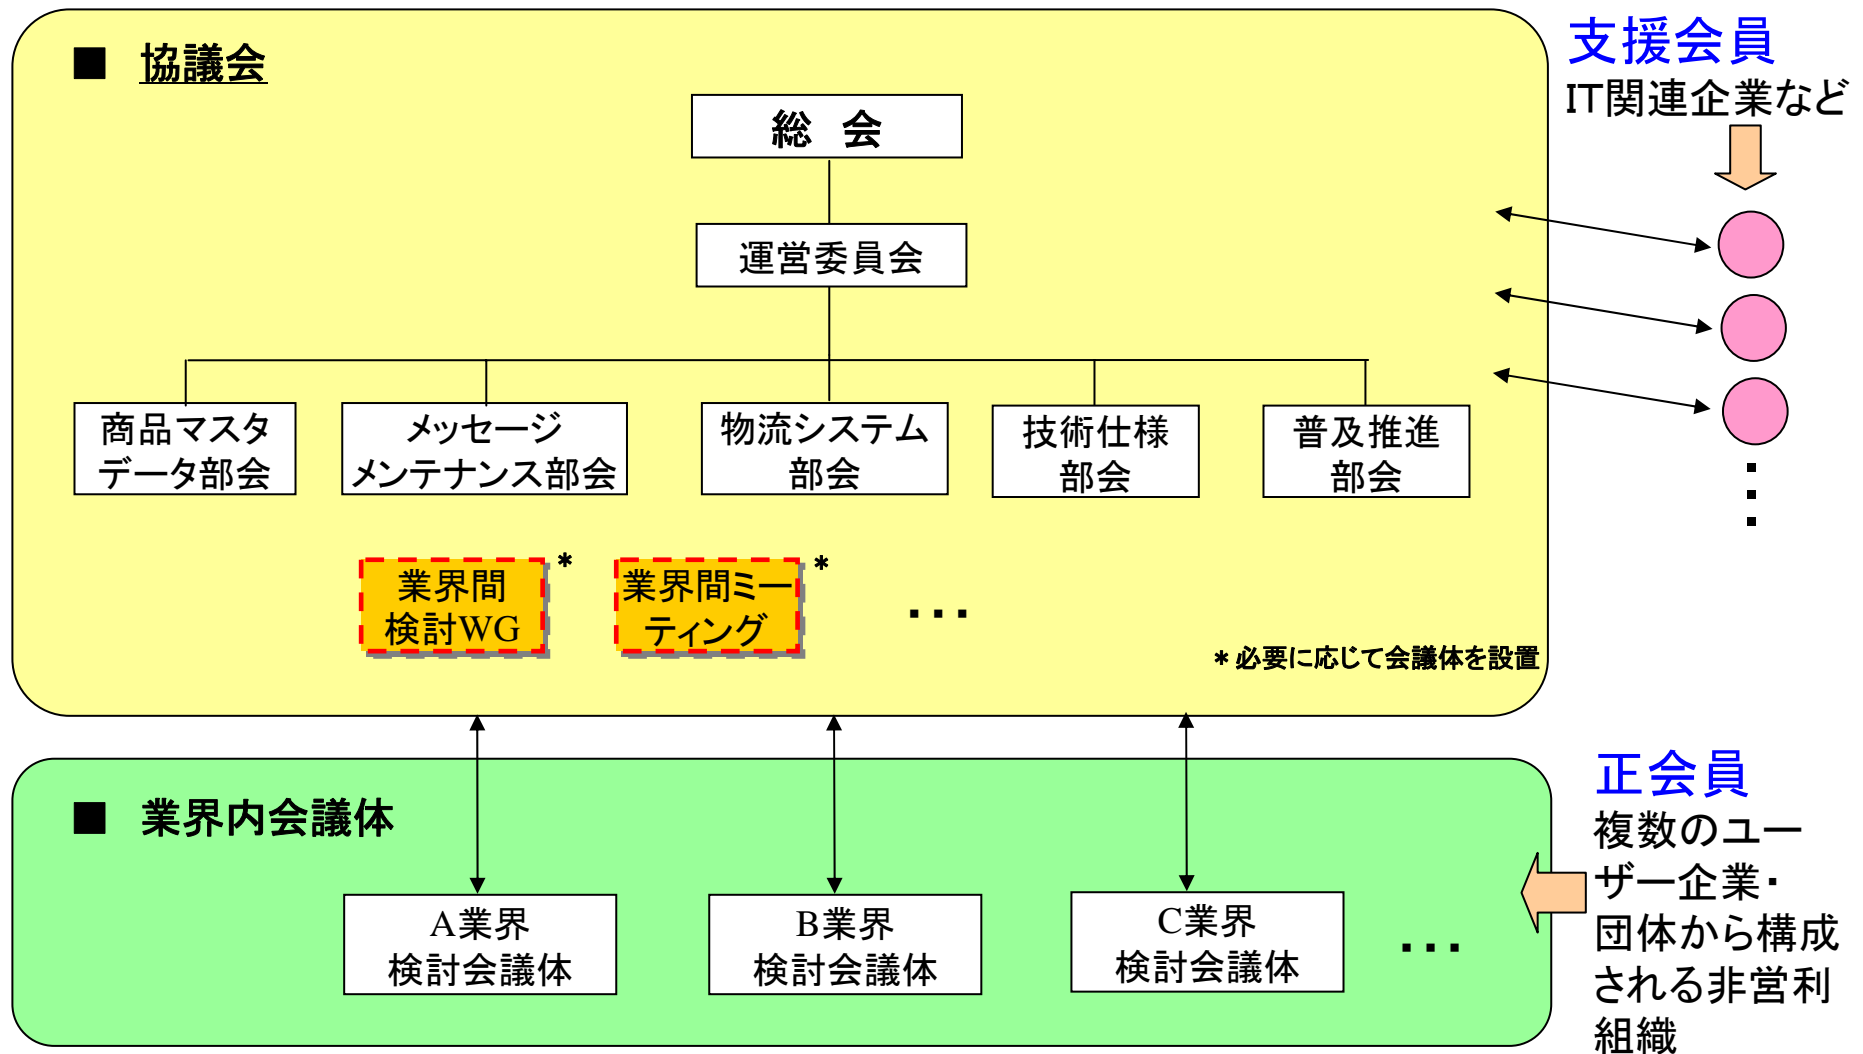 ■ 協議会
総 会
運営委員会
商品マスタ
データ部会
メッセージ
メンテナンス部会
物流システム
部会
技術仕様
部会
普及推進
部会
業界間
検討WG
*
業界間ミー
ティング
*
・・・
*必要に応じて会議体を設置
支援会員
IT関連企業など
・
・
・
■ 業界内会議体
A業界
検討会議体
B業界
検討会議体
C業界
検討会議体
・・・
正会員
複数のユー
ザー企業・
団体から構成
される非営利
組織